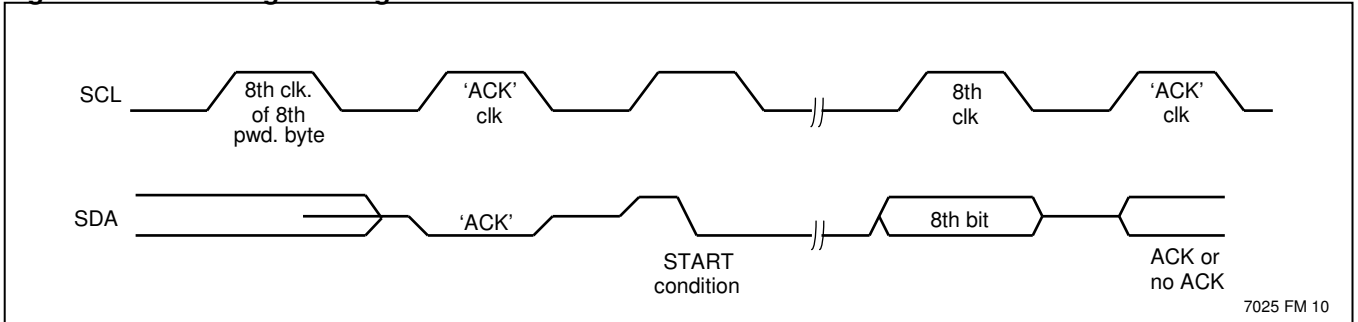 SCL
8th clk.
of 8th
pwd. byte
'ACK'
clk
8th
clk
'ACK'
clk
SDA
'ACK'
START
condition
8th bit
ACK or
no ACK
7025 FM 10